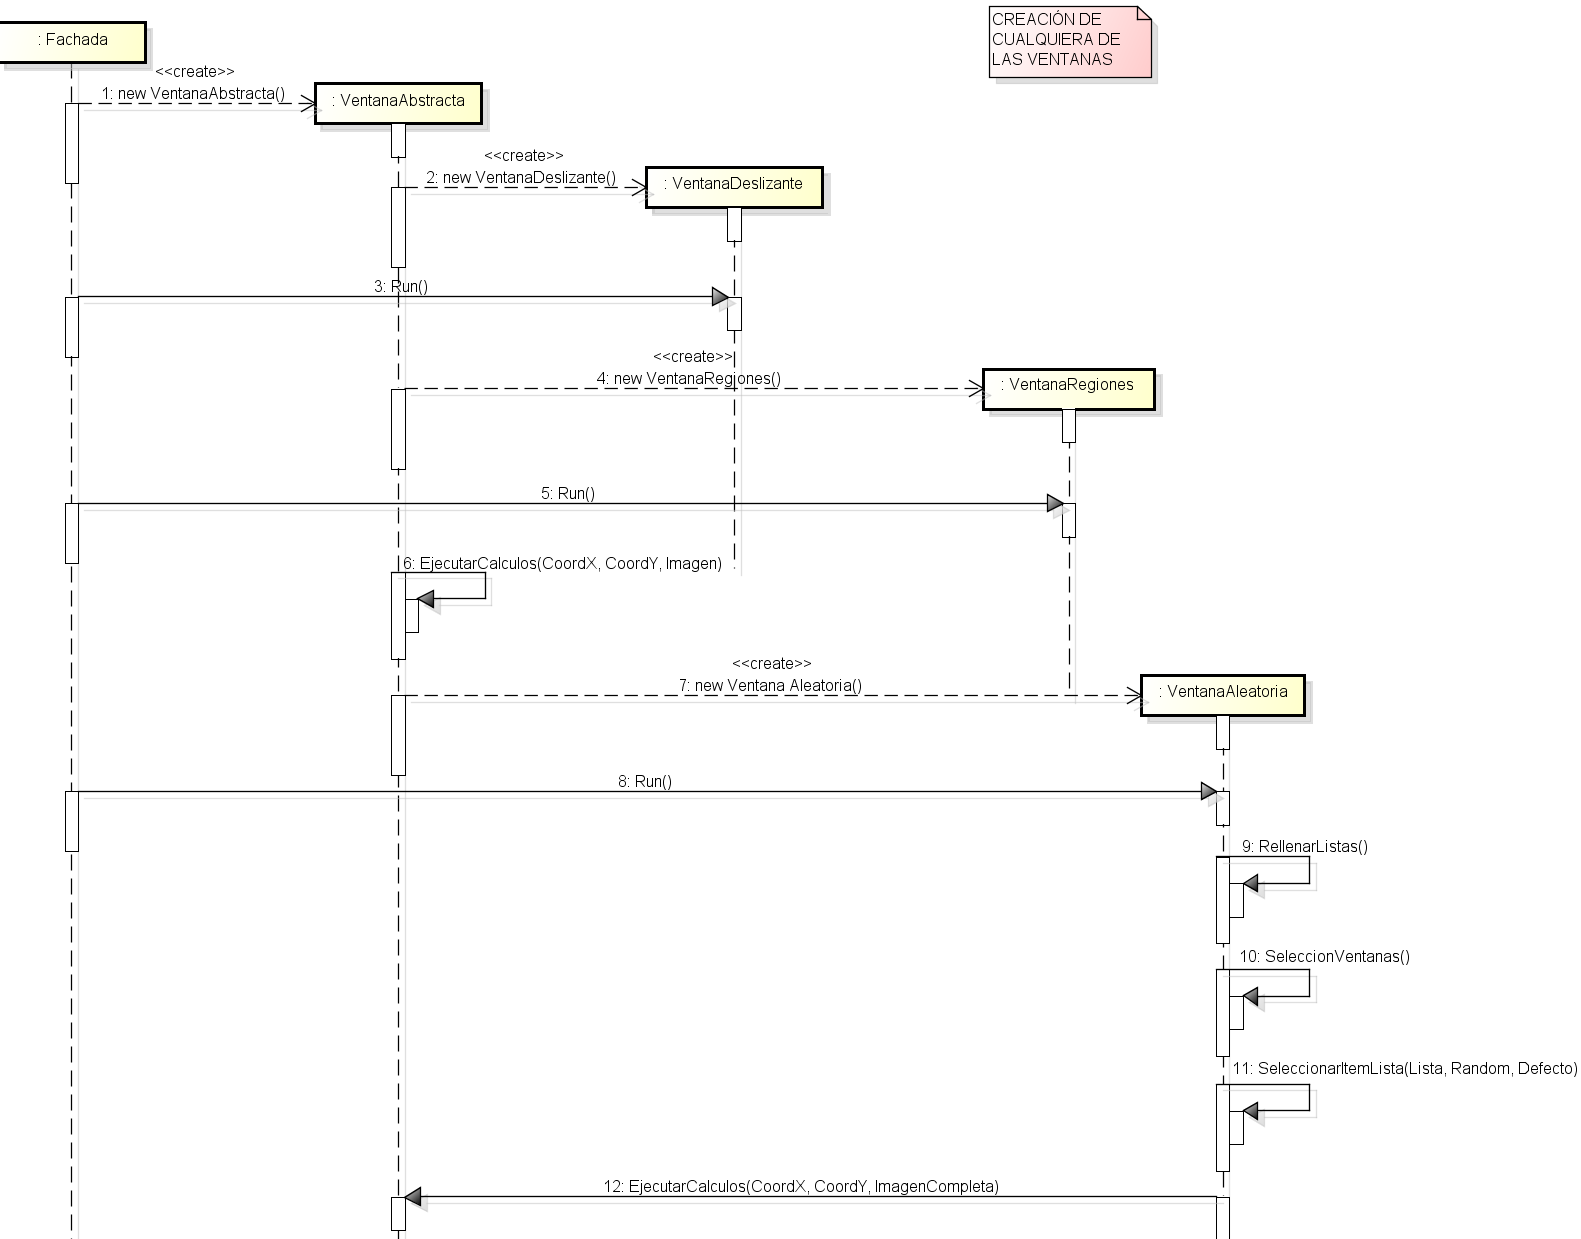 CREACIÓN DE
CUALQUIERA DE
LAS VENTANAS
: Fachada
<<create>>
1: new VentanaAbstracta()
: VentanaAbstracta
<<create>>
2: new VentanaDeslizante()
: VentanaDeslizante
3: Run()
<<create>>
4: new VentanaRegiones()
: VentanaRegiones
5: Run()
6: EjecutarCalculos(CoordX, CoordY, Imagen)
<<create>>
7: new Ventana Aleatoria()
: VentanaAleatoria
8: Run()
9: RellenarListas()
10: SeleccionVentanas()
11: SeleccionarItemLista(Lista, Random, Defecto)
12: EjecutarCalculos(CoordX, CoordY, ImagenCompleta)